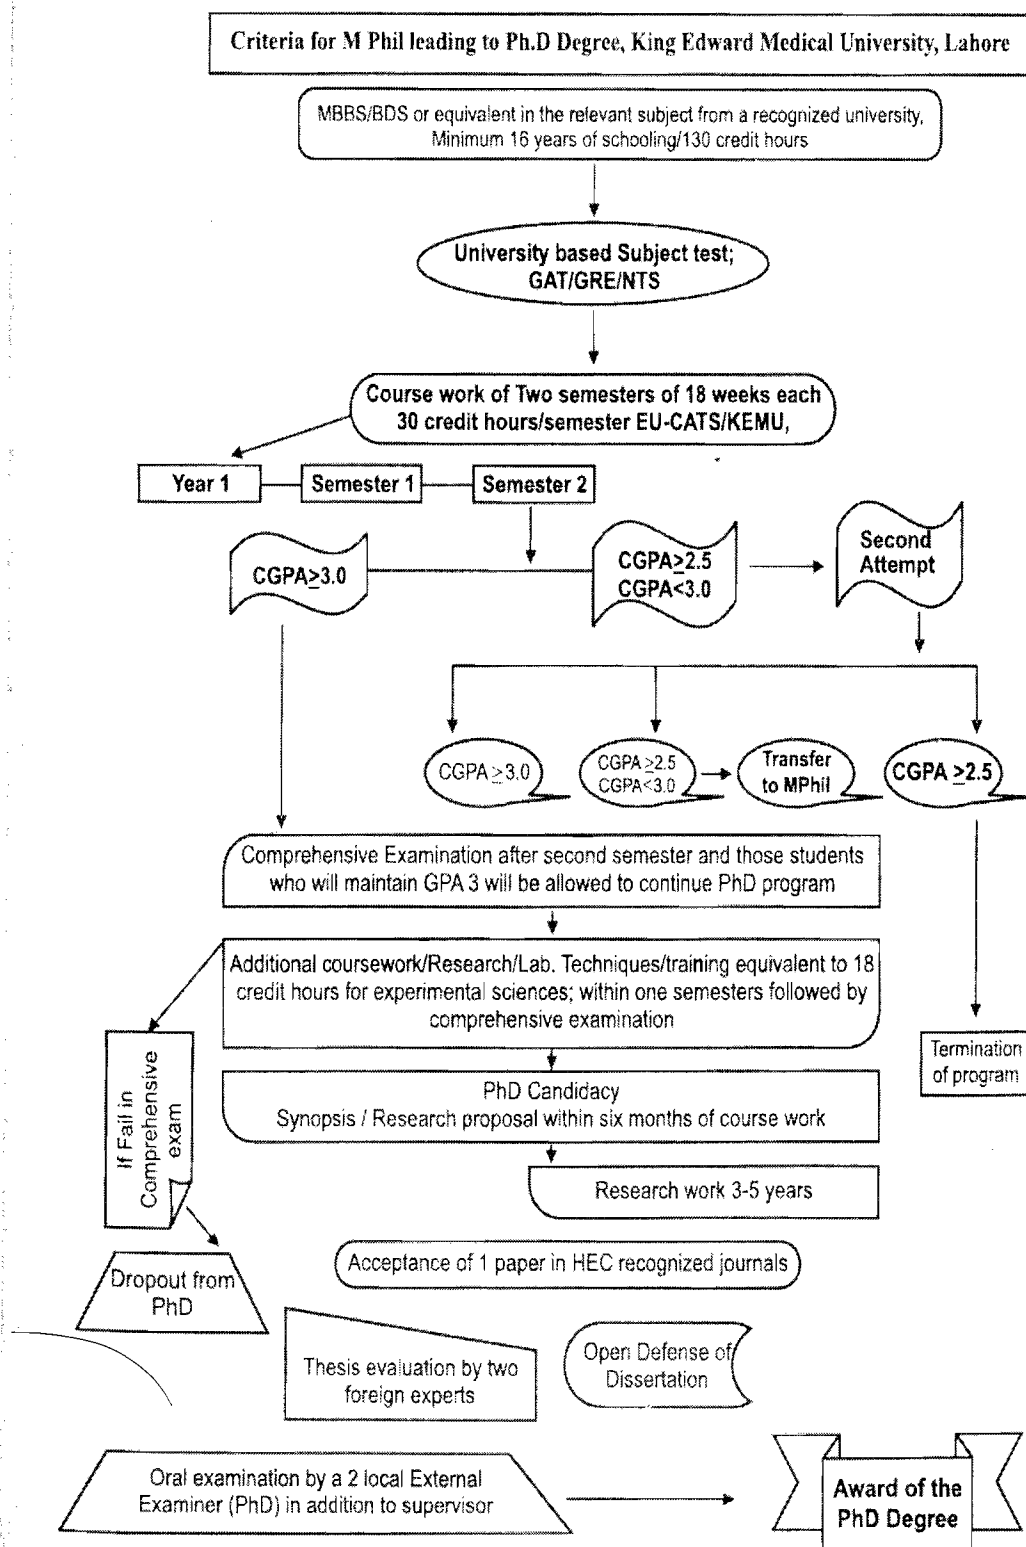 Criteria for M Phil leading to Ph.D Degree, King Edward Medical University, Lahore
MBBS/BDS or equivalent in the relevant subject from a recognized university,
Minimum 16 years of schooling/130 credit hours
University based Subject test;
GAT/GRE/NTS
Course work of Two semesters of 18 weeks each
30 credit hours/semester EU-CATS/KEMU,
Year 1
Semester 1
Semester 2
CGPA≥3.0
CGPA≥2.5
CGPA<3.0
Second
Attempt
CGPA≥3.0
CGPA≥2.5
CGPA<3.0
Transfer
to MPhil
CGPA ≥2.5
Comprehensive Examination after second semester and those students
who will maintain GPA 3 will be allowed to continue PhD program
Additional coursework/Research/Lab. Techniques/training equivalent to 18
credit hours for experimental sciences; within one semesters followed by
comprehensive examination
Termination
of program
If Fail in
Comprehensive
exam
PhD Candidacy
Synopsis / Research proposal within six months of course work
Research work 3-5 years
Dropout from
PhD
Acceptance of 1 paper in HEC recognized journals
Thesis evaluation by two
foreign experts
Open Defense of
Dissertation
Oral examination by a 2 local External
Examiner (PhD) in addition to supervisor
Award of the
PhD Degree